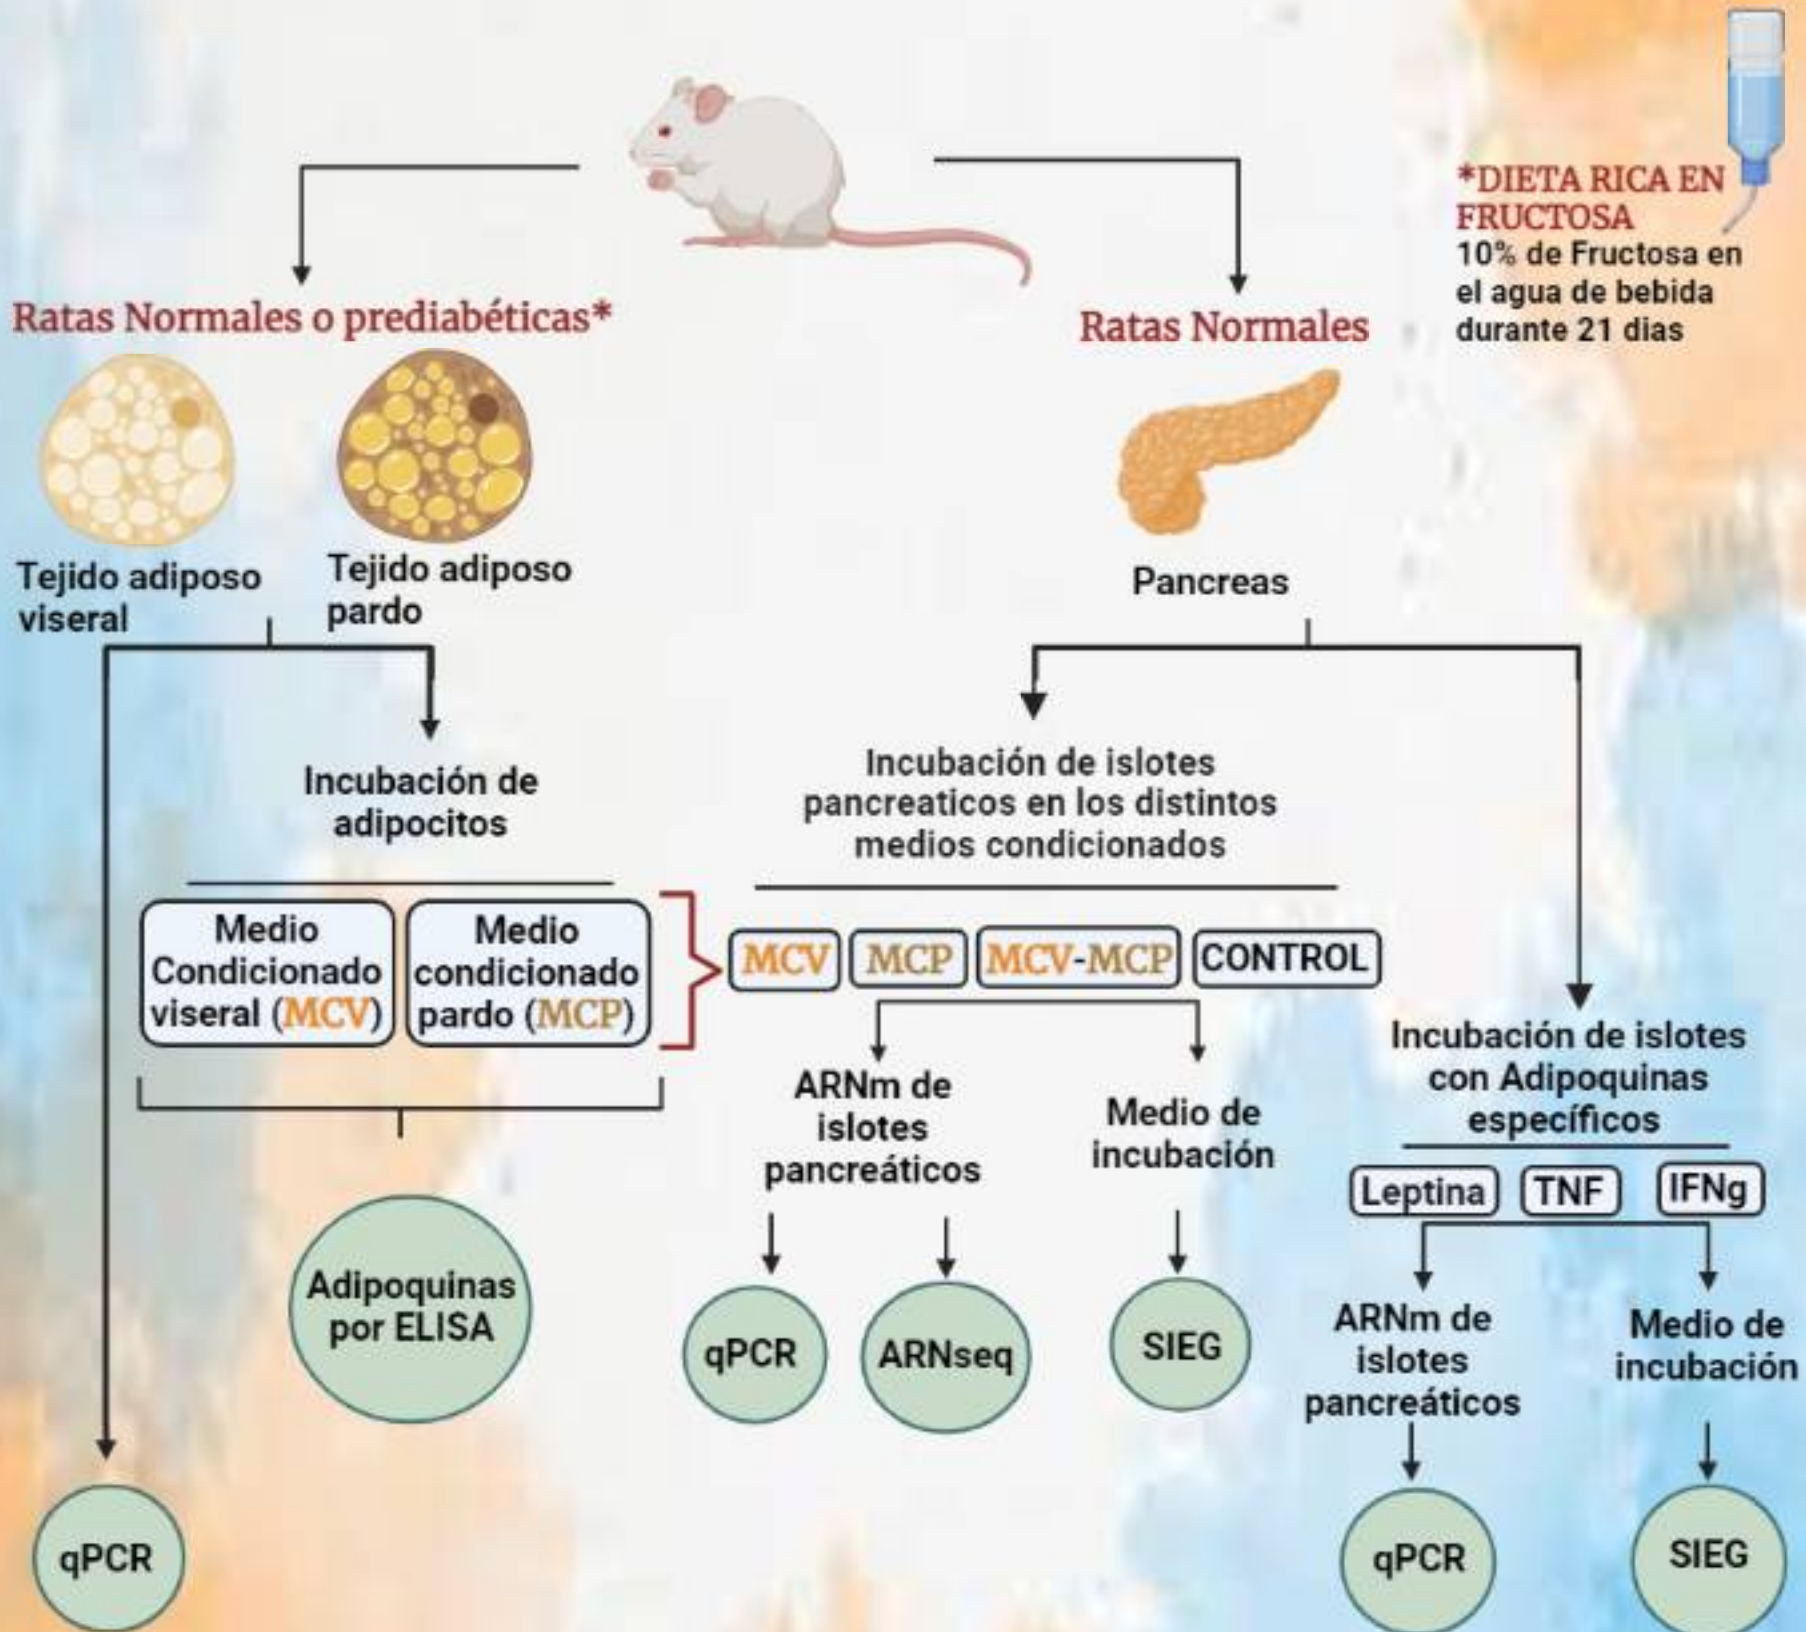 *DIETA RICA EN
FRUCTOSA
10% de Fructosa en
el agua de bebida
durante 21 dias
Ratas Normales o prediabéticas*
Ratas Normales
Tejido adiposo
viseral
Tejido adiposo
pardo
Pancreas
Incubación de
adipocitos
Medio
Condicionado
viseral (MCV)
Medio
condicionado
pardo (MCP)
Adipoquinas
por ELISA
qPCR
Incubación de islotes
pancreaticos en los distintos
medios condicionados
MCV
MCP
MCV-MCP
CONTROL
ARNm de
islotes
pancreáticos
Medio de
incubación
qPCR
ARNseq
SIEG
Incubación de islotes
con Adipoquinas
específicos
Leptina
TNF
IFNg
ARNm de
islotes
pancreáticos
Medio de
incubación
qPCR
SIEG